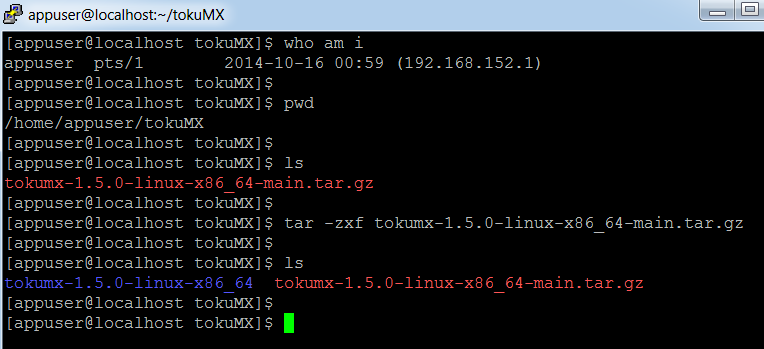 appuser@localhost:~/tokuMX
[appuser@localhost tokuMX]$ who am i
appuser  pts/1        2014-10-16 00:59 (192.168.152.1)
[appuser@localhost tokuMX]$
[appuser@localhost tokuMX]$ pwd
/home/appuser/tokuMX
[appuser@localhost tokuMX]$
[appuser@localhost tokuMX]$ ls
tokumx-1.5.0-linux-x86_64-main.tar.gz
[appuser@localhost tokuMX]$
[appuser@localhost tokuMX]$ tar -zxf tokumx-1.5.0-linux-x86_64-main.tar.gz
[appuser@localhost tokuMX]$
[appuser@localhost tokuMX]$ ls
tokumx-1.5.0-linux-x86_64  tokumx-1.5.0-linux-x86_64-main.tar.gz
[appuser@localhost tokuMX]$
[appuser@localhost tokuMX]$